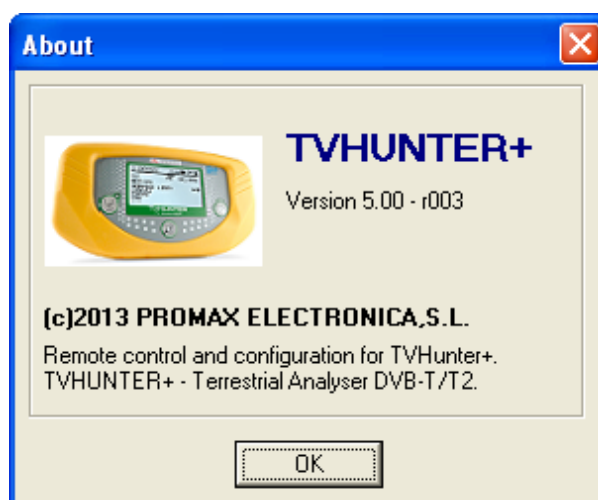 About
TVHUNTER+
Version 5.00 - r003
(c)2013 PROMAX ELECTRONICA,S.L.
Remote control and configuration for TVHunter+.
TVHUNTER+ - Terrestrial Analyser DVB-T/T2.
OK